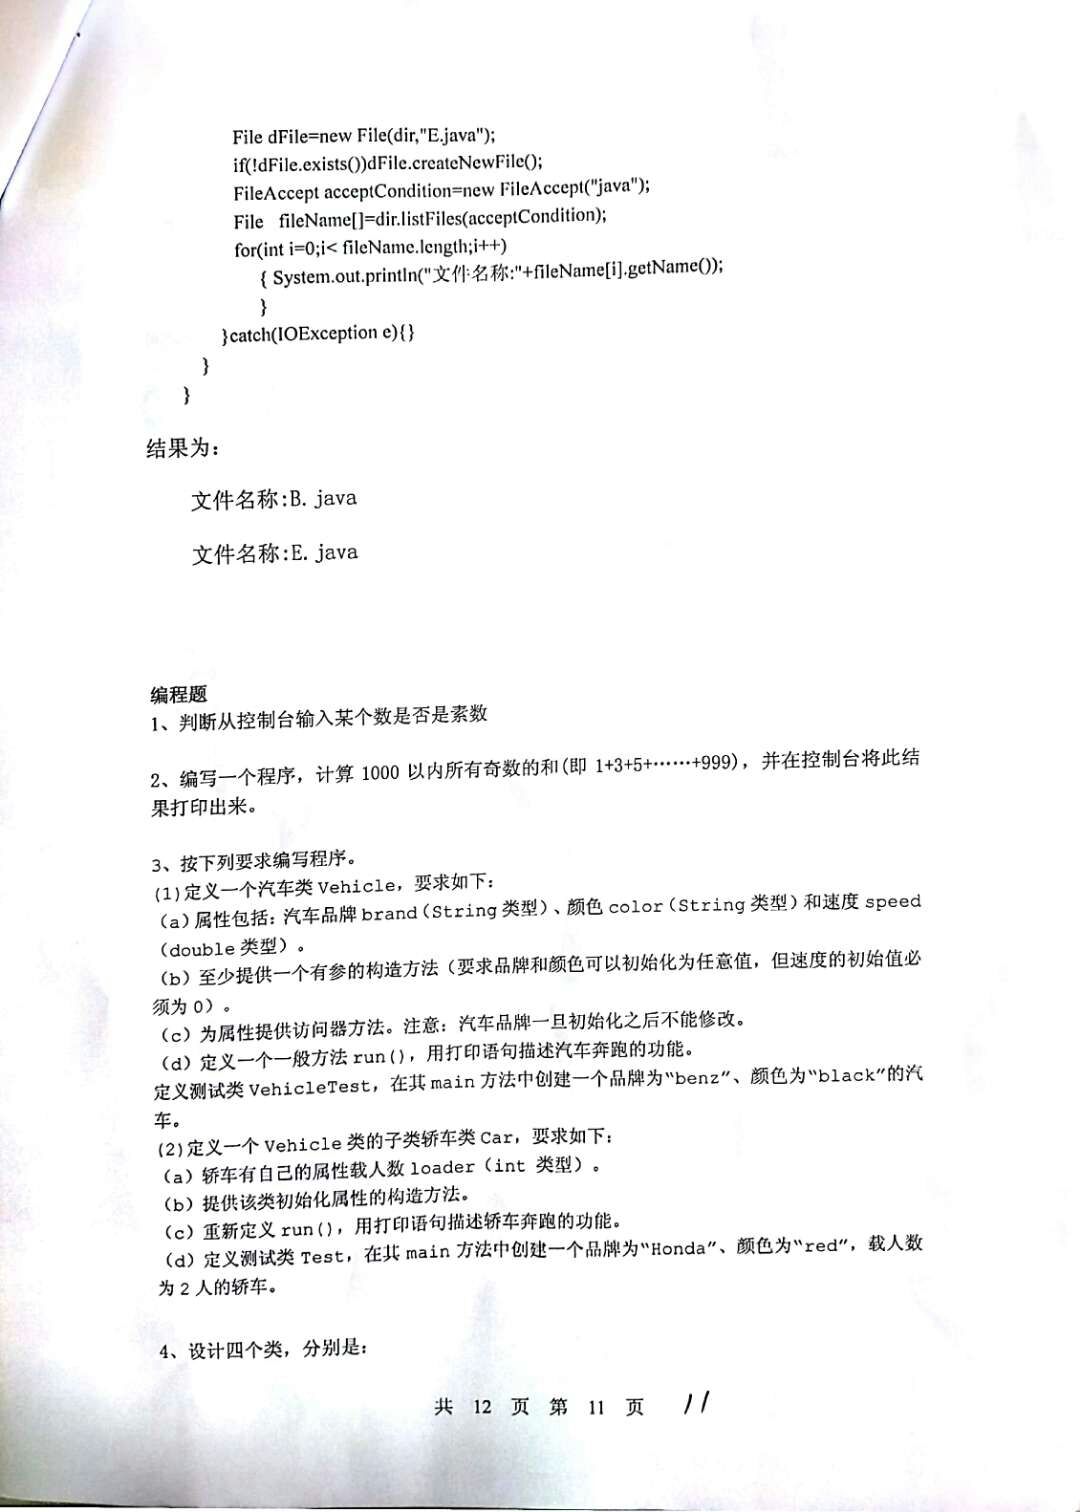 File dFile=new File(dir,"E.java");
if(!dFile.exists())dFile.createNewFile();
FileAccept acceptCondition=new FileAccept("java");
File fileName[]=dir.listFiles(acceptCondition);
for(int i=0;i< fileName.length;i++)
{ System.out.println("文件名称:"+fileName[i].getName());
}
}catch(IOException e){}
}
}
结果为:
文件名称:B.java
文件名称:E.java
编程题
1、判断从控制台输入某个数是否是素数
2、编写一个程序，计算 1000 以内所有奇数的和(即 1+3+5+……+999)，并在控制台将此结
果打印出来。
3、按下列要求编写程序。
(1)定义一个汽车类 Vehicle，要求如下：
（a）属性包括：汽车品牌 brand（String 类型）、颜色 color（String 类型）和速度 speed
（double 类型）。
（b）至少提供一个有参的构造方法（要求品牌和颜色可以初始化为任意值，但速度的初始值必
须为 0）。
（c）为属性提供访问器方法。注意：汽车品牌一旦初始化之后不能修改。
（d）定义一个一般方法 run()，用打印语句描述汽车奔跑的功能。
定义测试类 VehicleTest，在其 main 方法中创建一个品牌为“benz”、颜色为“black”的汽
车。
(2)定义一个 Vehicle 类的子类轿车类 Car，要求如下：
（a）轿车有自己的属性载人数 loader（int 类型）。
（b）提供该类初始化属性的构造方法。
（c）重新定义 run()，用打印语句描述轿车奔跑的功能。
（d）定义测试类 Test，在其 main 方法中创建一个品牌为“Honda”、颜色为“red”，载人数
为 2 人的轿车。
4、设计四个类，分别是：
共 12 页 第 11 页 11